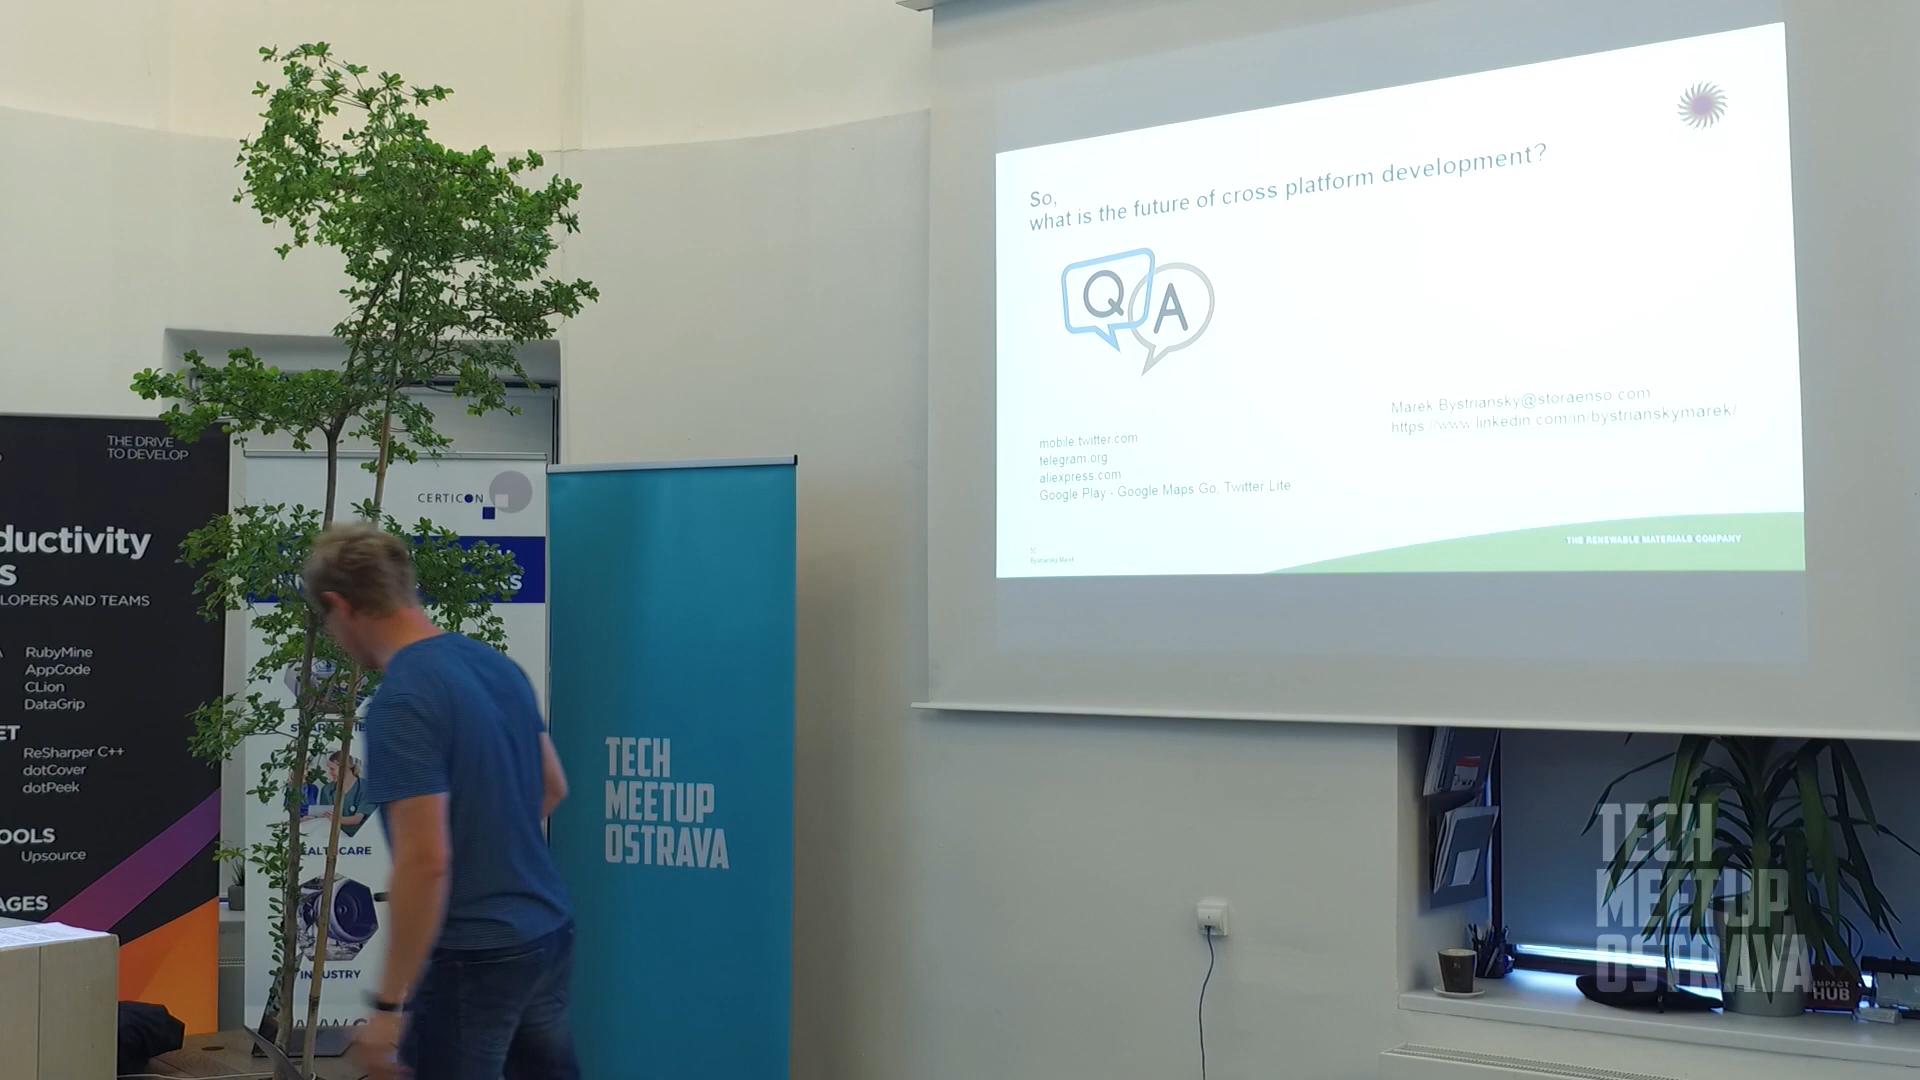 So,
what is the future of cross platform development?
Q A
Marek.Bystriansky@storaenso.com
https://www.linkedin.com/in/bystrianskymarek/
mobile.twitter.com
telegram.org
aliexpress.com
Google Play - Google Maps Go, Twitter Lite
Bystriansky Marek
THE RENEWABLE MATERIALS COMPANY
THE DRIVE
TO DEVELOP
ductivity
S
LOPERS AND TEAMS
RubyMine
AppCode
CLion
DataGrip
ET
ReSharper C++
dotCover
dotPeek
OOLS
Upsource
AGES
CERTICON
INDUSTRY
TECH
MEETUP
OSTRAVA
TECH
MEETUP
OSTRAVA
IMPACT
HUB